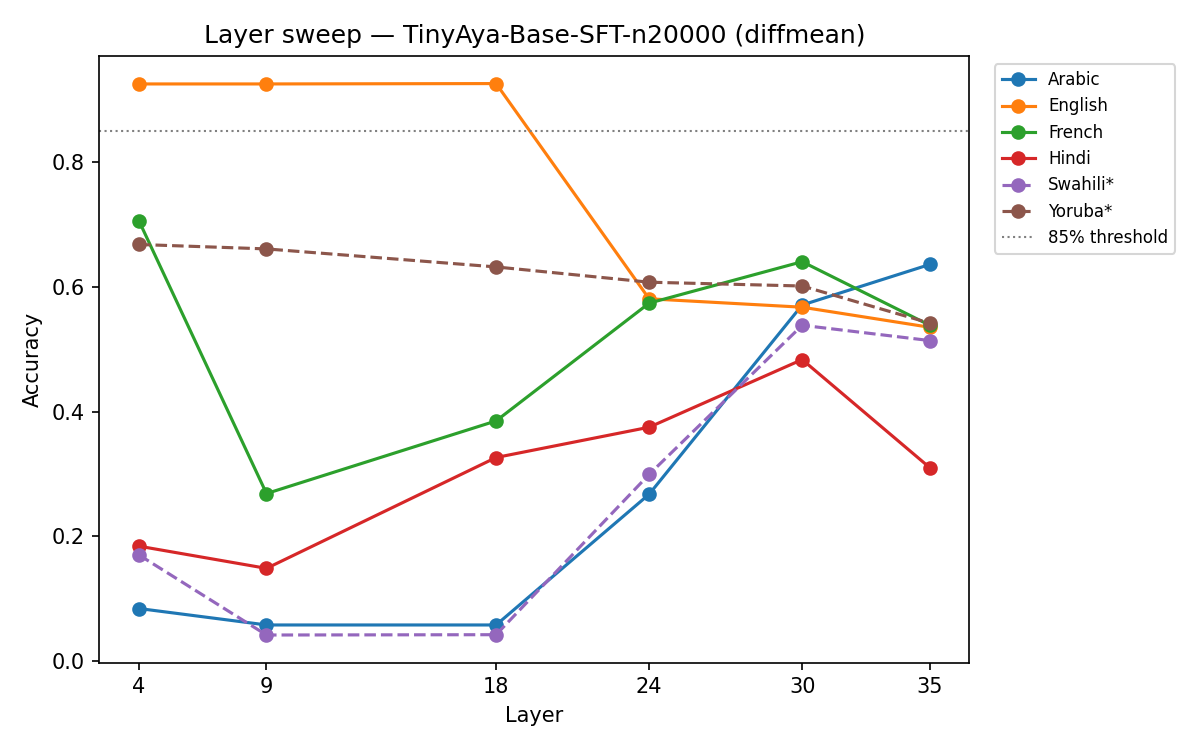 Layer sweep — TinyAya-Base-SFT-n20000 (diffmean)
Arabic
English
French
Hindi
Swahili*
Yoruba*
85% threshold
Accuracy
0.8
0.6
0.4
0.2
0.0
4 9 18 24 30 35
Layer